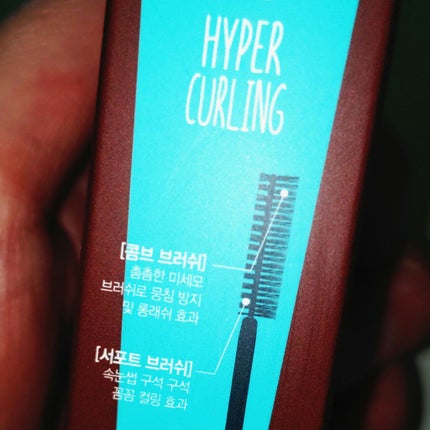 HYPER
CURLING
[콤브 브러쉬]
촘촘한 미세모
브러쉬로 뭉침 방지
및 롱래쉬 효과
[서포트 브러쉬]
속눈썹 구석 구석
꼼꼼 컬링 효과